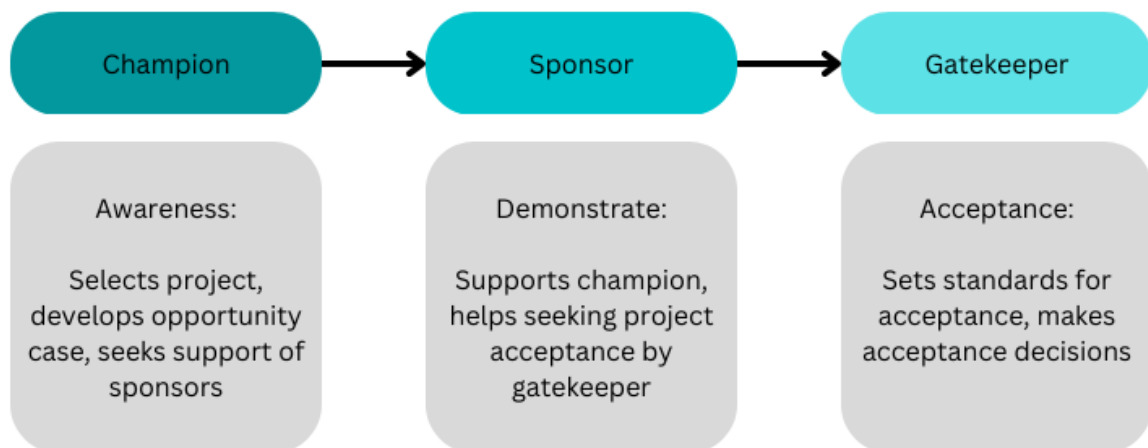 Champion
Sponsor
Gatekeeper
Awareness:
Selects project,
develops opportunity
case, seeks support of
sponsors
Demonstrate:
Supports champion,
helps seeking project
acceptance by
gatekeeper
Acceptance:
Sets standards for
acceptance, makes
acceptance decisions